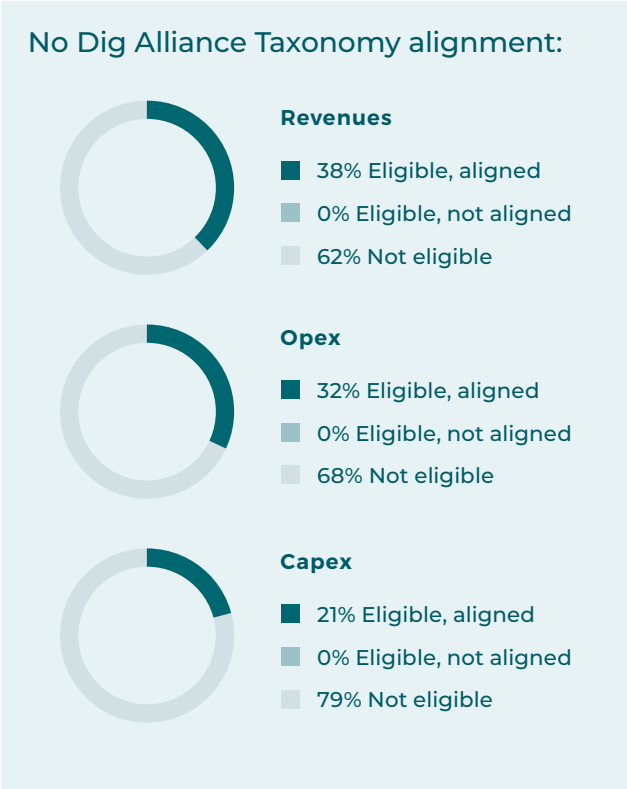 No Dig Alliance Taxonomy alignment:
Revenues
38% Eligible, aligned
0% Eligible, not aligned
62% Not eligible
Opex
32% Eligible, aligned
0% Eligible, not aligned
68% Not eligible
Capex
21% Eligible, aligned
0% Eligible, not aligned
79% Not eligible